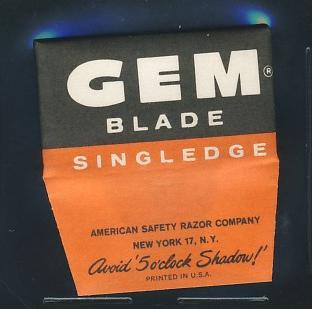 GEM®
BLADE
SINGLEDGE
AMERICAN SAFETY RAZOR COMPANY
NEW YORK 17, N.Y.
Avoid '5 o'clock Shadow!'
PRINTED IN U.S.A.